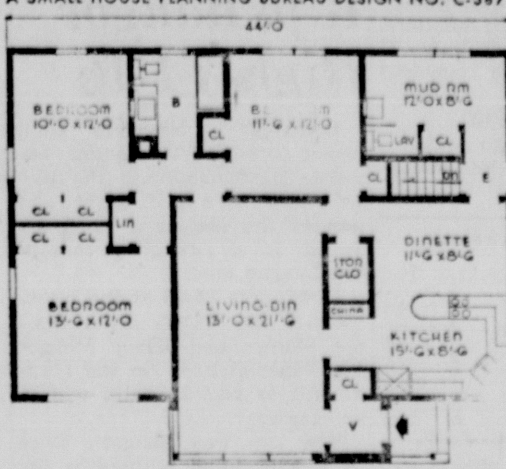 A SMALL HOUSE PLANNING BUREAU DESIGN NO. C-367
44'-0
BEDROOM
10'-0 X 12'-0
B
BEDROOM
11'-6 X 12'-0
CL
MUD RM
12'-0 X 8'-6
LAV
CL
CL
DN
E
CL
CL
LIN
CL
CL
BEDROOM
13'-6 X 12'-0
LIVING-DIN
13'-0 X 21'-6
STOR
CLO
CHINA
DINETTE
11'-6 X 8'-6
KITCHEN
15'-6 X 8'-6
CL
V